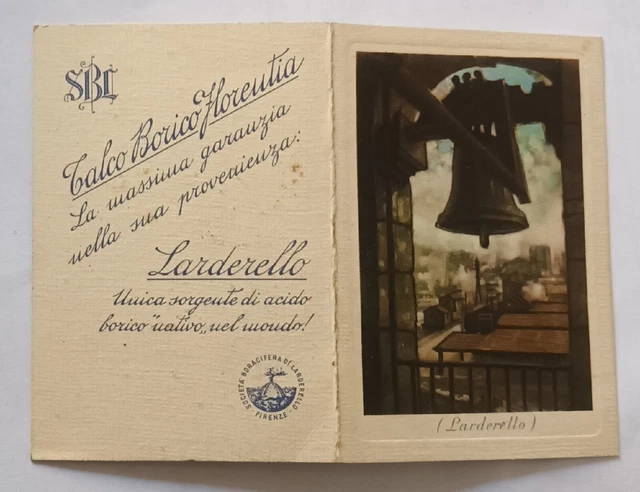 SBL
Talco Borico Florentia
La massima garanzia
nella sua provenienza:
Larderello
Unica sorgente di acido
borico "nativo„ nel mondo!
SOCIETÀ BORACIFERA DI LARDERELLO
- FIRENZE -
(Larderello)